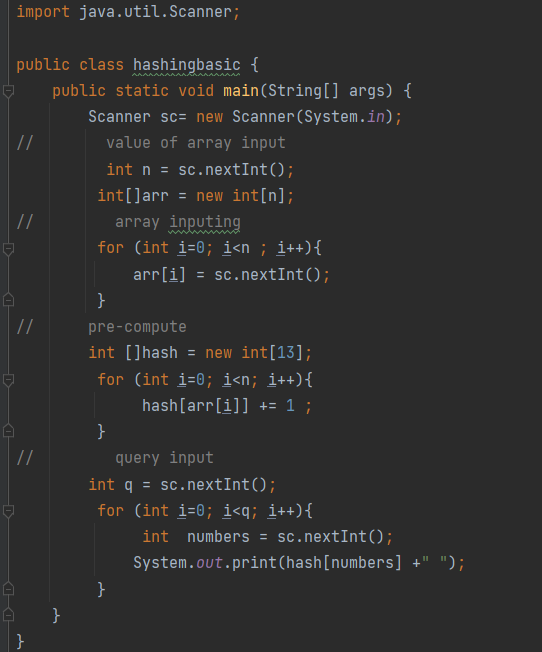 import java.util.Scanner;
public class hashingbasic {
    public static void main(String[] args) {
        Scanner sc= new Scanner(System.in);
//        value of array input
          int n = sc.nextInt();
         int[]arr = new int[n];
//         array inputing
         for (int i=0; i<n ; i++){
             arr[i] = sc.nextInt();
         }
//      pre-compute
        int []hash = new int[13];
         for (int i=0; i<n; i++){
              hash[arr[i]] += 1 ;
         }
//         query input
        int q = sc.nextInt();
         for (int i=0; i<q; i++){
              int  numbers = sc.nextInt();
             System.out.print(hash[numbers] +" ");
         }
    }
}